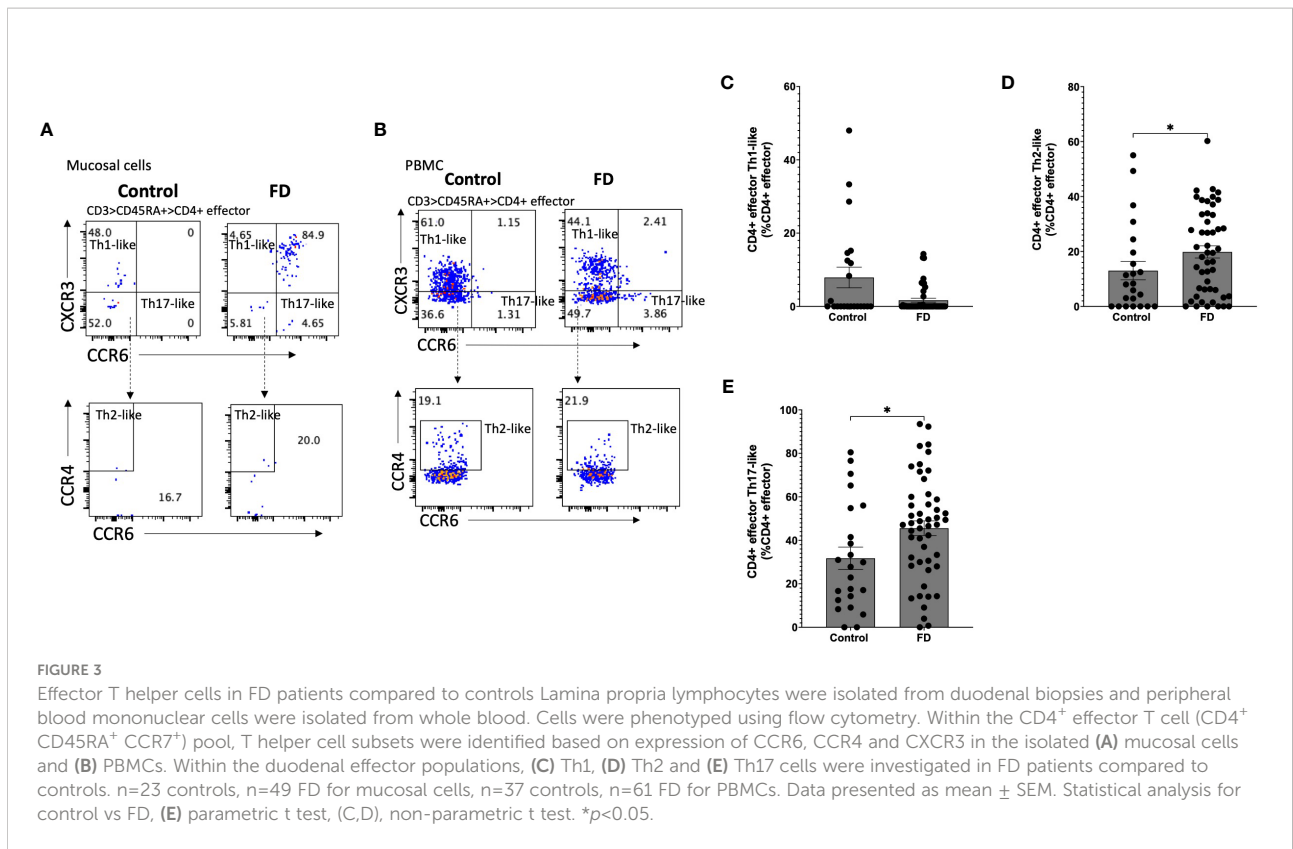 A
Mucosal cells
Control
FD
CD3>CD45RA+>CD4+ effector
48.0
0
Th1-like
Th17-like
52.0
0
4.65
84.9
Th1-like
Th17-like
5.81
4.65
CXCR3
CCR6
Th2-like
16.7
Th2-like
20.0
CCR4
CCR6
B
PBMC
Control
FD
CD3>CD45RA+>CD4+ effector
61.0
1.15
Th1-like
Th17-like
36.6
1.31
44.1
2.41
Th1-like
Th17-like
49.7
3.86
CXCR3
CCR6
19.1
Th2-like
21.9
Th2-like
CCR4
CCR6
C
CD4+ effector Th1-like
(%CD4+ effector)
60
40
20
0
Control
FD
D
CD4+ effector Th2-like
(%CD4+ effector)
80
60
40
20
0
*
Control
FD
E
CD4+ effector Th17-like
(%CD4+ effector)
100
80
60
40
20
0
*
Control
FD
FIGURE 3
Effector T helper cells in FD patients compared to controls Lamina propria lymphocytes were isolated from duodenal biopsies and peripheral
blood mononuclear cells were isolated from whole blood. Cells were phenotyped using flow cytometry. Within the CD4⁺ effector T cell (CD4⁺
CD45RA⁺ CCR7⁺) pool, T helper cell subsets were identified based on expression of CCR6, CCR4 and CXCR3 in the isolated (A) mucosal cells
and (B) PBMCs. Within the duodenal effector populations, (C) Th1, (D) Th2 and (E) Th17 cells were investigated in FD patients compared to
controls. n=23 controls, n=49 FD for mucosal cells, n=37 controls, n=61 FD for PBMCs. Data presented as mean ± SEM. Statistical analysis for
control vs FD, (E) parametric t test, (C,D), non-parametric t test. *p<0.05.